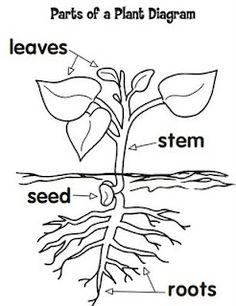 Parts of a Plant Diagram
leaves
stem
seed
roots